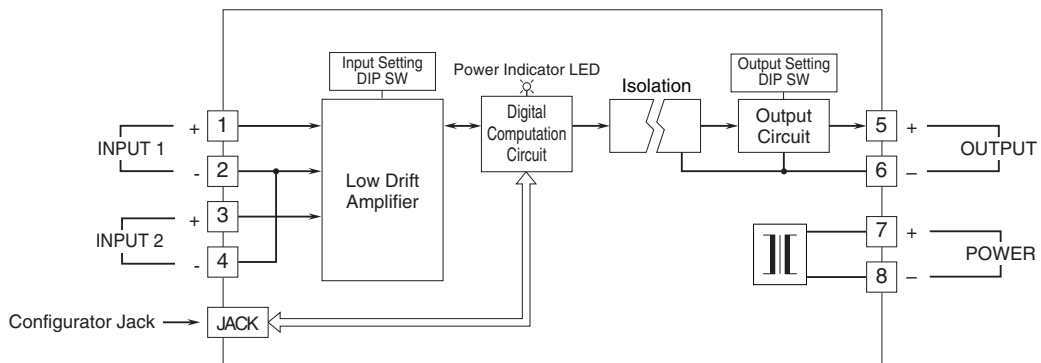 Input Setting
DIP SW
Power Indicator LED
Isolation
Output Setting
DIP SW
Digital
Computation
Circuit
Output
Circuit
Low Drift
Amplifier
INPUT 1
+
1
-
2
INPUT 2
+
3
-
4
5
+
6
–
OUTPUT
7
+
8
–
POWER
Configurator Jack
JACK